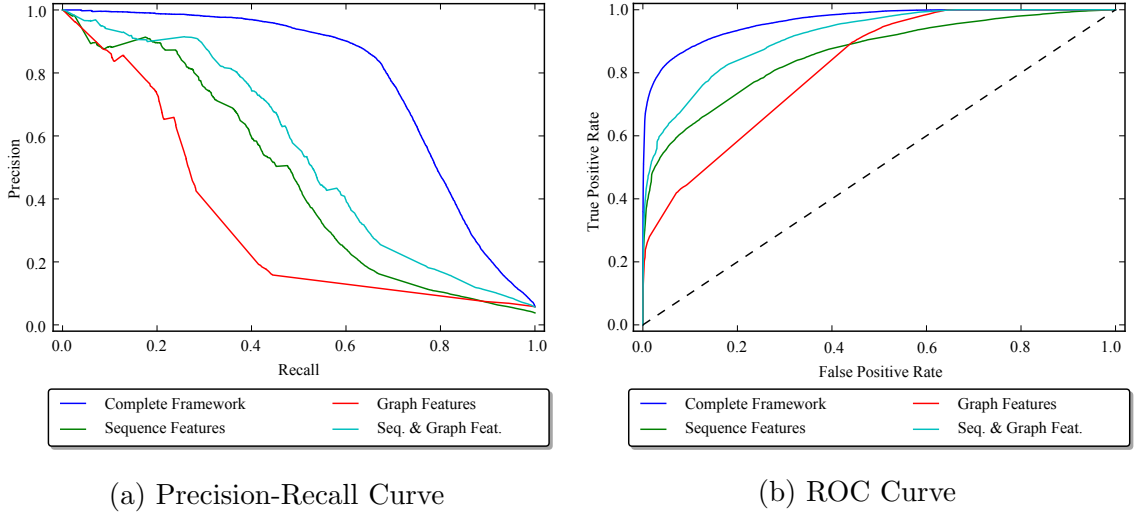 1.0
0.8
0.6
0.4
0.2
0.0
Precision
0.0 0.2 0.4 0.6 0.8 1.0
Recall
Complete Framework
Sequence Features
Graph Features
Seq. & Graph Feat.
(a) Precision-Recall Curve
1.0
0.8
0.6
0.4
0.2
0.0
True Positive Rate
0.0 0.2 0.4 0.6 0.8 1.0
False Positive Rate
Complete Framework
Sequence Features
Graph Features
Seq. & Graph Feat.
(b) ROC Curve